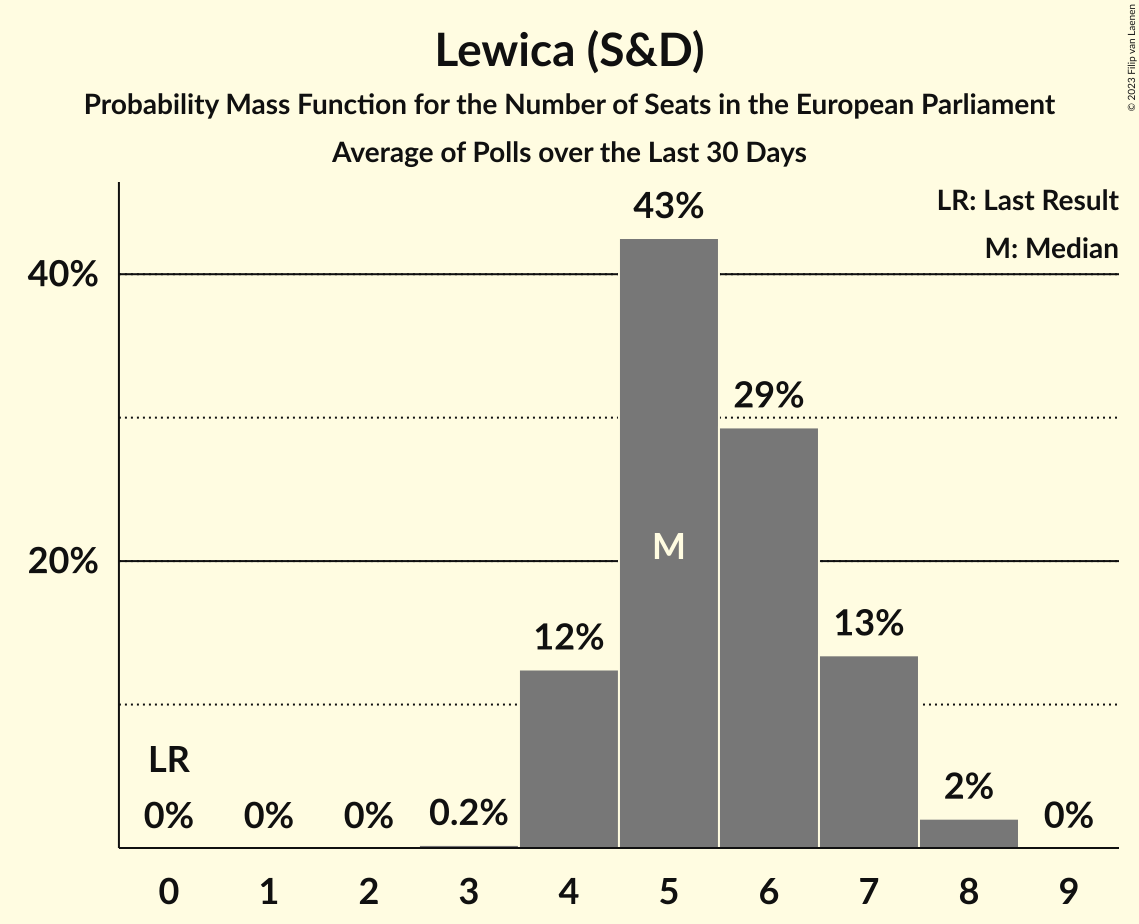 Lewica (S&D)
Probability Mass Function for the Number of Seats in the European Parliament
Average of Polls over the Last 30 Days
© 2023 Filip van Laenen
LR: Last Result
M: Median
43%
40%
29%
M
20%
12%
13%
LR
2%
0% 0% 0% 0.2% 0%
0 1 2 3 4 5 6 7 8 9